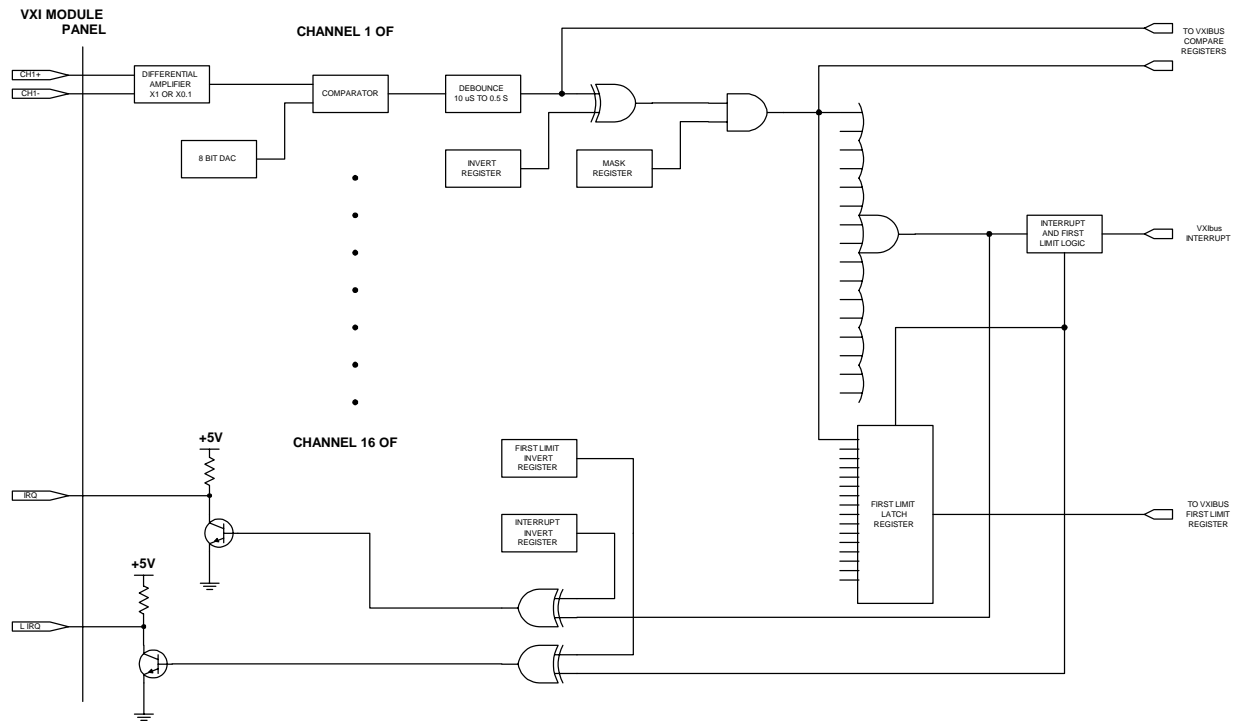 VXI MODULE
PANEL
CHANNEL 1 OF
TO VXIBUS
COMPARE
REGISTERS
CH1+
CH1-
DIFFERENTIAL
AMPLIFIER
X1 OR X0.1
COMPARATOR
DEBOUNCE
10 uS TO 0.5 S
8 BIT DAC
INVERT
REGISTER
MASK
REGISTER
INTERRUPT
AND FIRST
LIMIT LOGIC
VXIbus
INTERRUPT
CHANNEL 16 OF
+5V
FIRST LIMIT
INVERT
REGISTER
IRQ
INTERRUPT
INVERT
REGISTER
FIRST LIMIT
LATCH
REGISTER
TO VXIBUS
FIRST LIMIT
REGISTER
+5V
L IRQ